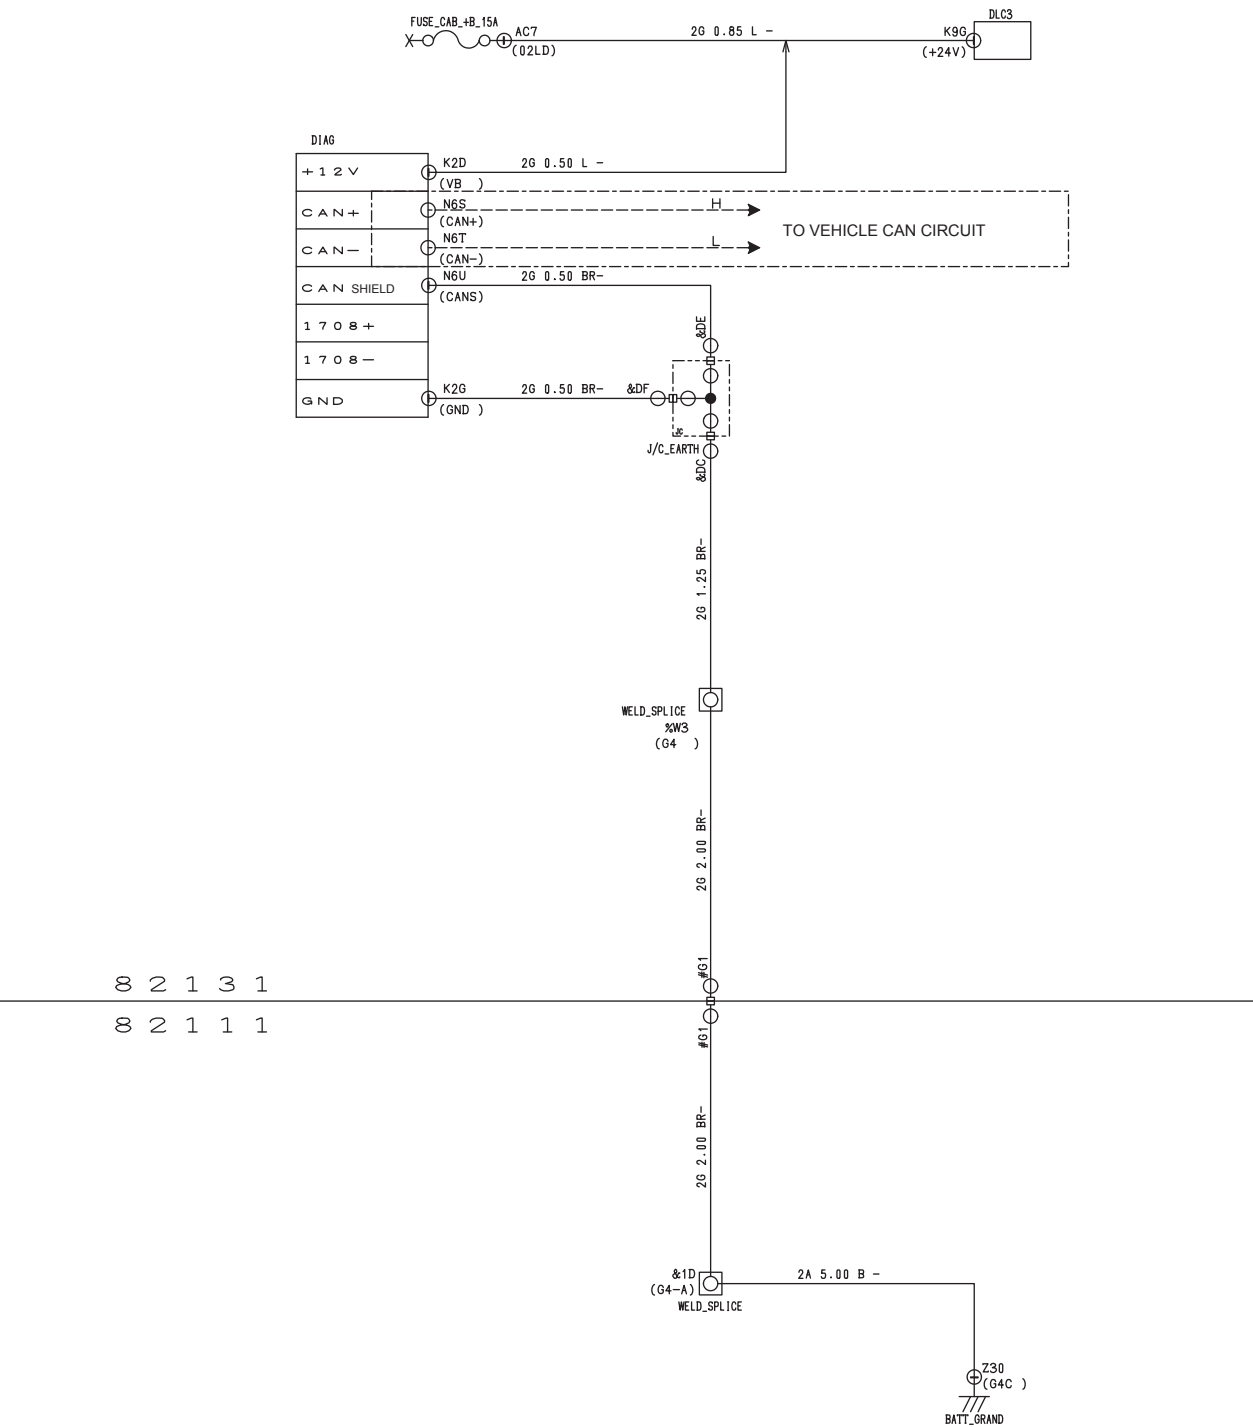 FUSE_CAB_+B_15A
DLC3
AC7
(02LD)
2G 0.85 L -
K9G
(+24V)
DIAG
+12V
K2D
(VB )
2G 0.50 L -
CAN+
N6S
(CAN+)
H
TO VEHICLE CAN CIRCUIT
CAN-
N6T
(CAN-)
L
CAN SHIELD
N6U
(CANS)
2G 0.50 BR-
1708+
&DE
1708-
GND
K2G
(GND )
2G 0.50 BR-
&DF
JC
J/C_EARTH
&DC
2G 1.25 BR-
WELD_SPLICE
%W3
(G4 )
2G 2.00 BR-
#G1
82131
82111
#G1
2G 2.00 BR-
&1D
(G4-A)
WELD_SPLICE
2A 5.00 B -
Z30
(G4C )
BATT_GRAND